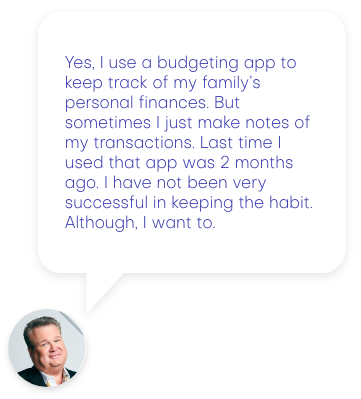 Yes, I use a budgeting app to
keep track of my family's
personal finances. But
sometimes I just make notes of
my transactions. Last time I
used that app was 2 months
ago. I have not been very
successful in keeping the habit.
Although, I want to.